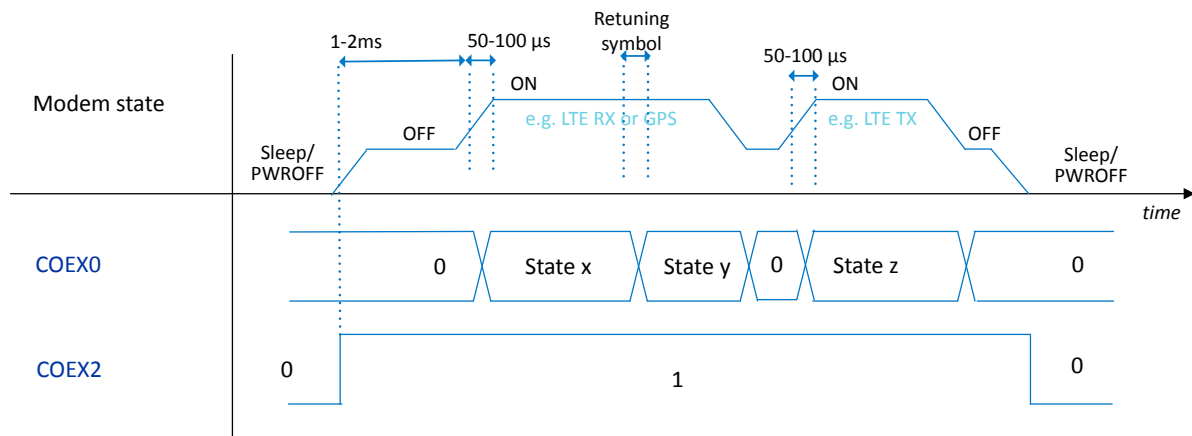 Retuning
symbol
1-2ms
50-100 µs
50-100 µs
ON
ON
Modem state
e.g. LTE RX or GPS
e.g. LTE TX
OFF
OFF
Sleep/
PWROFF
Sleep/
PWROFF
time
COEX0
0
State x
State y
0
State z
0
COEX2
0
1
0